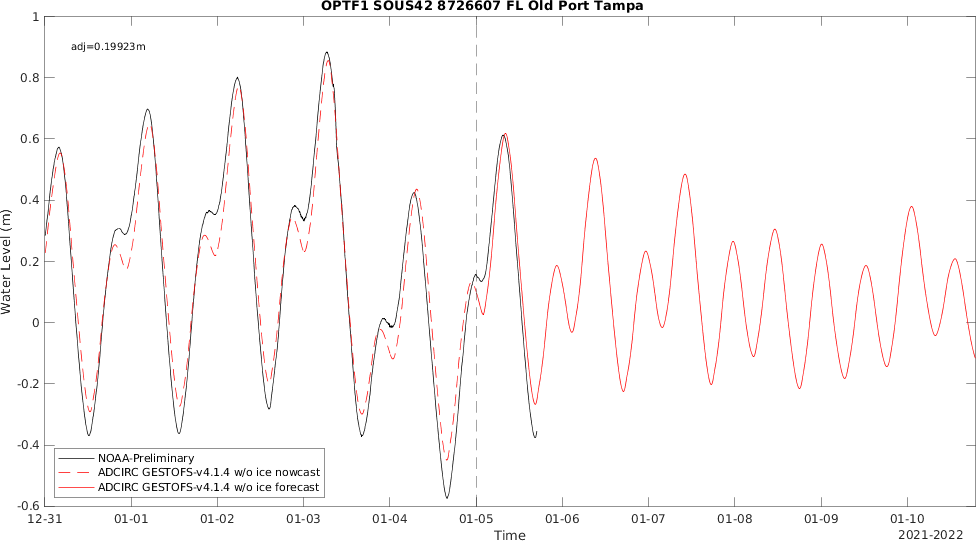 OPTF1 SOUS42 8726607 FL Old Port Tampa
adj=0.19923m
Water Level (m)
1
0.8
0.6
0.4
0.2
0
-0.2
-0.4
-0.6
NOAA-Preliminary
ADCIRC GESTOFS-v4.1.4 w/o ice nowcast
ADCIRC GESTOFS-v4.1.4 w/o ice forecast
12-31 01-01 01-02 01-03 01-04 01-05 01-06 01-07 01-08 01-09 01-10
Time
2021-2022